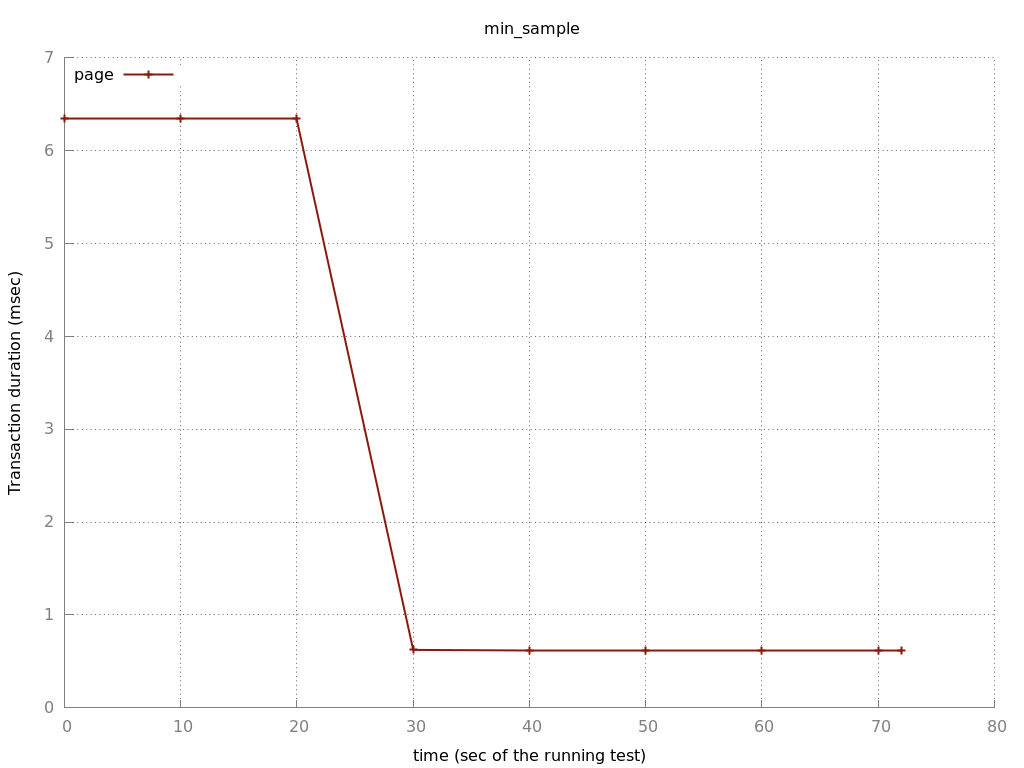 min_sample
page
7
6
5
4
3
2
1
0
Transaction duration (msec)
0 10 20 30 40 50 60 70 80
time (sec of the running test)